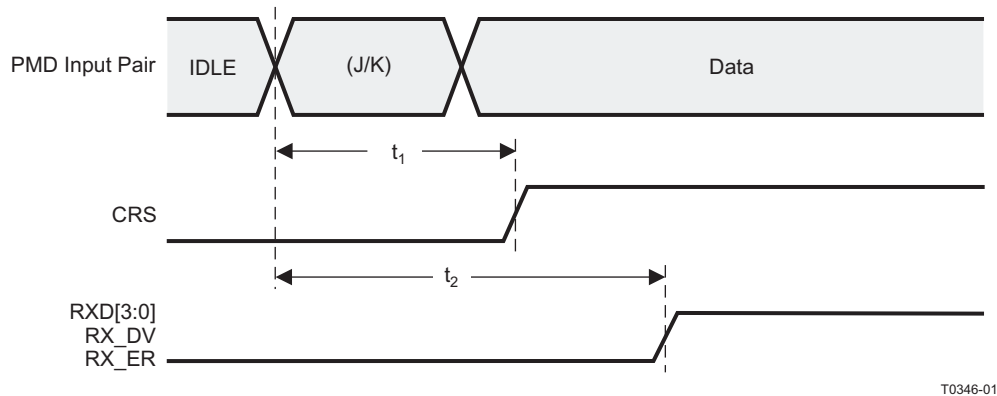 PMD Input Pair
IDLE
(J/K)
Data
t1
CRS
t2
RXD[3:0]
RX_DV
RX_ER
T0346-01